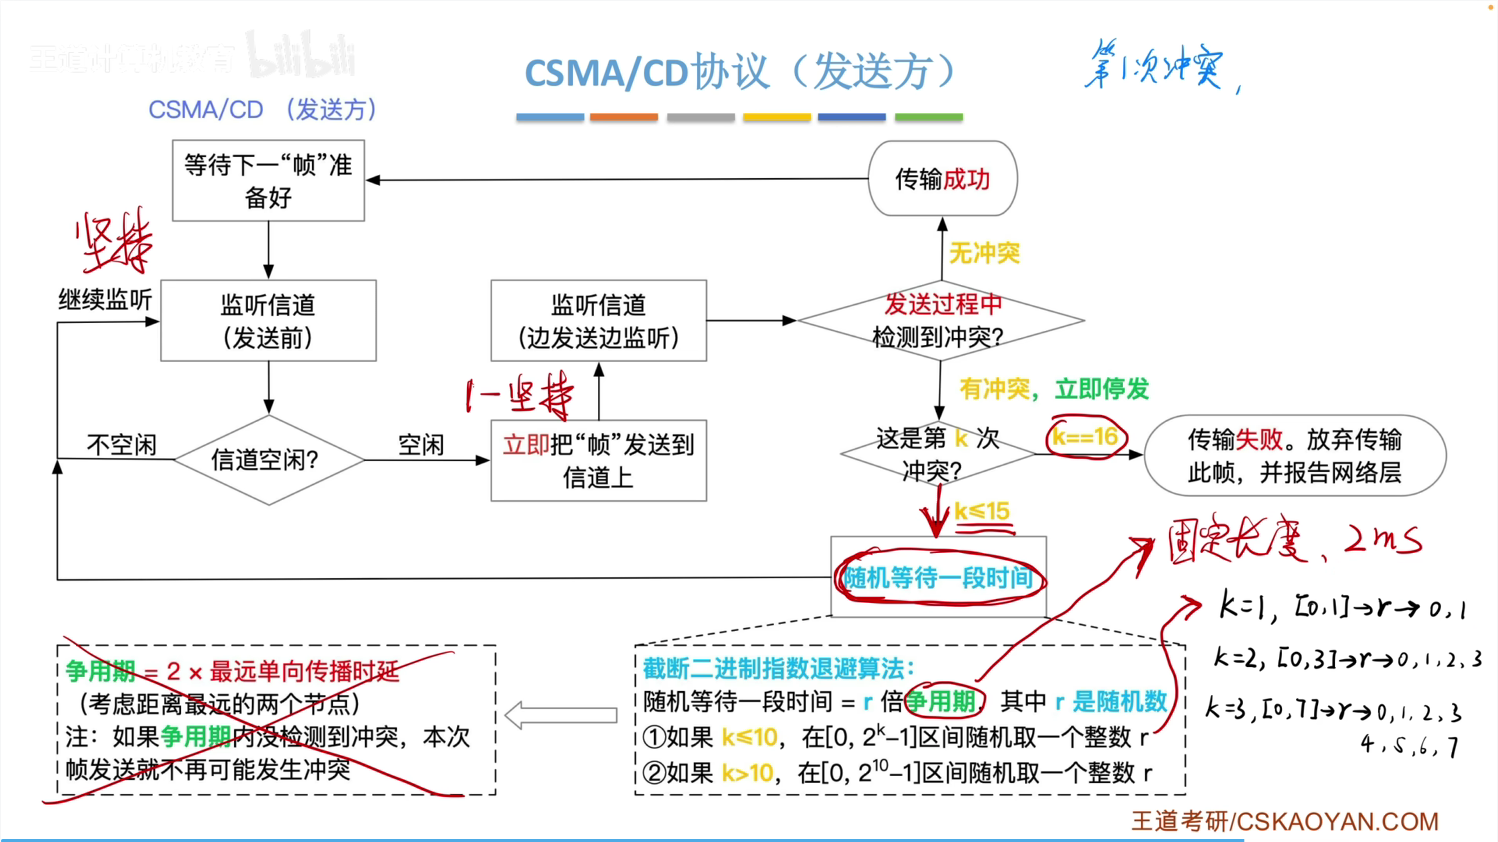 王道计算机教育 bilibili
CSMA/CD协议（发送方）
第1次冲突,
CSMA/CD （发送方）
等待下一“帧”准
备好
传输成功
坚持
无冲突
继续监听
监听信道
（发送前）
监听信道
（边发送边监听）
发送过程中
检测到冲突?
1-坚持
有冲突，立即停发
不空闲
信道空闲?
空闲
立即把“帧”发送到
信道上
这是第 k 次
冲突?
k==16
传输失败。放弃传输
此帧，并报告网络层
k≤15
随机等待一段时间
固定长度、2ms
k=1, [0,1]→r→0,1
k=2, [0,3]→r→0,1,2,3
k=3,[0,7]→r→0,1,2,3
4,5,6,7
争用期 = 2 × 最远单向传播时延
（考虑距离最远的两个节点）
注：如果争用期内没检测到冲突，本次
帧发送就不再可能发生冲突
截断二进制指数退避算法：
随机等待一段时间 = r 倍争用期，其中 r 是随机数
①如果 k≤10，在[0, 2ᵏ–1]区间随机取一个整数 r
②如果 k>10，在[0, 2¹⁰–1]区间随机取一个整数 r
王道考研/CSKAOYAN.COM